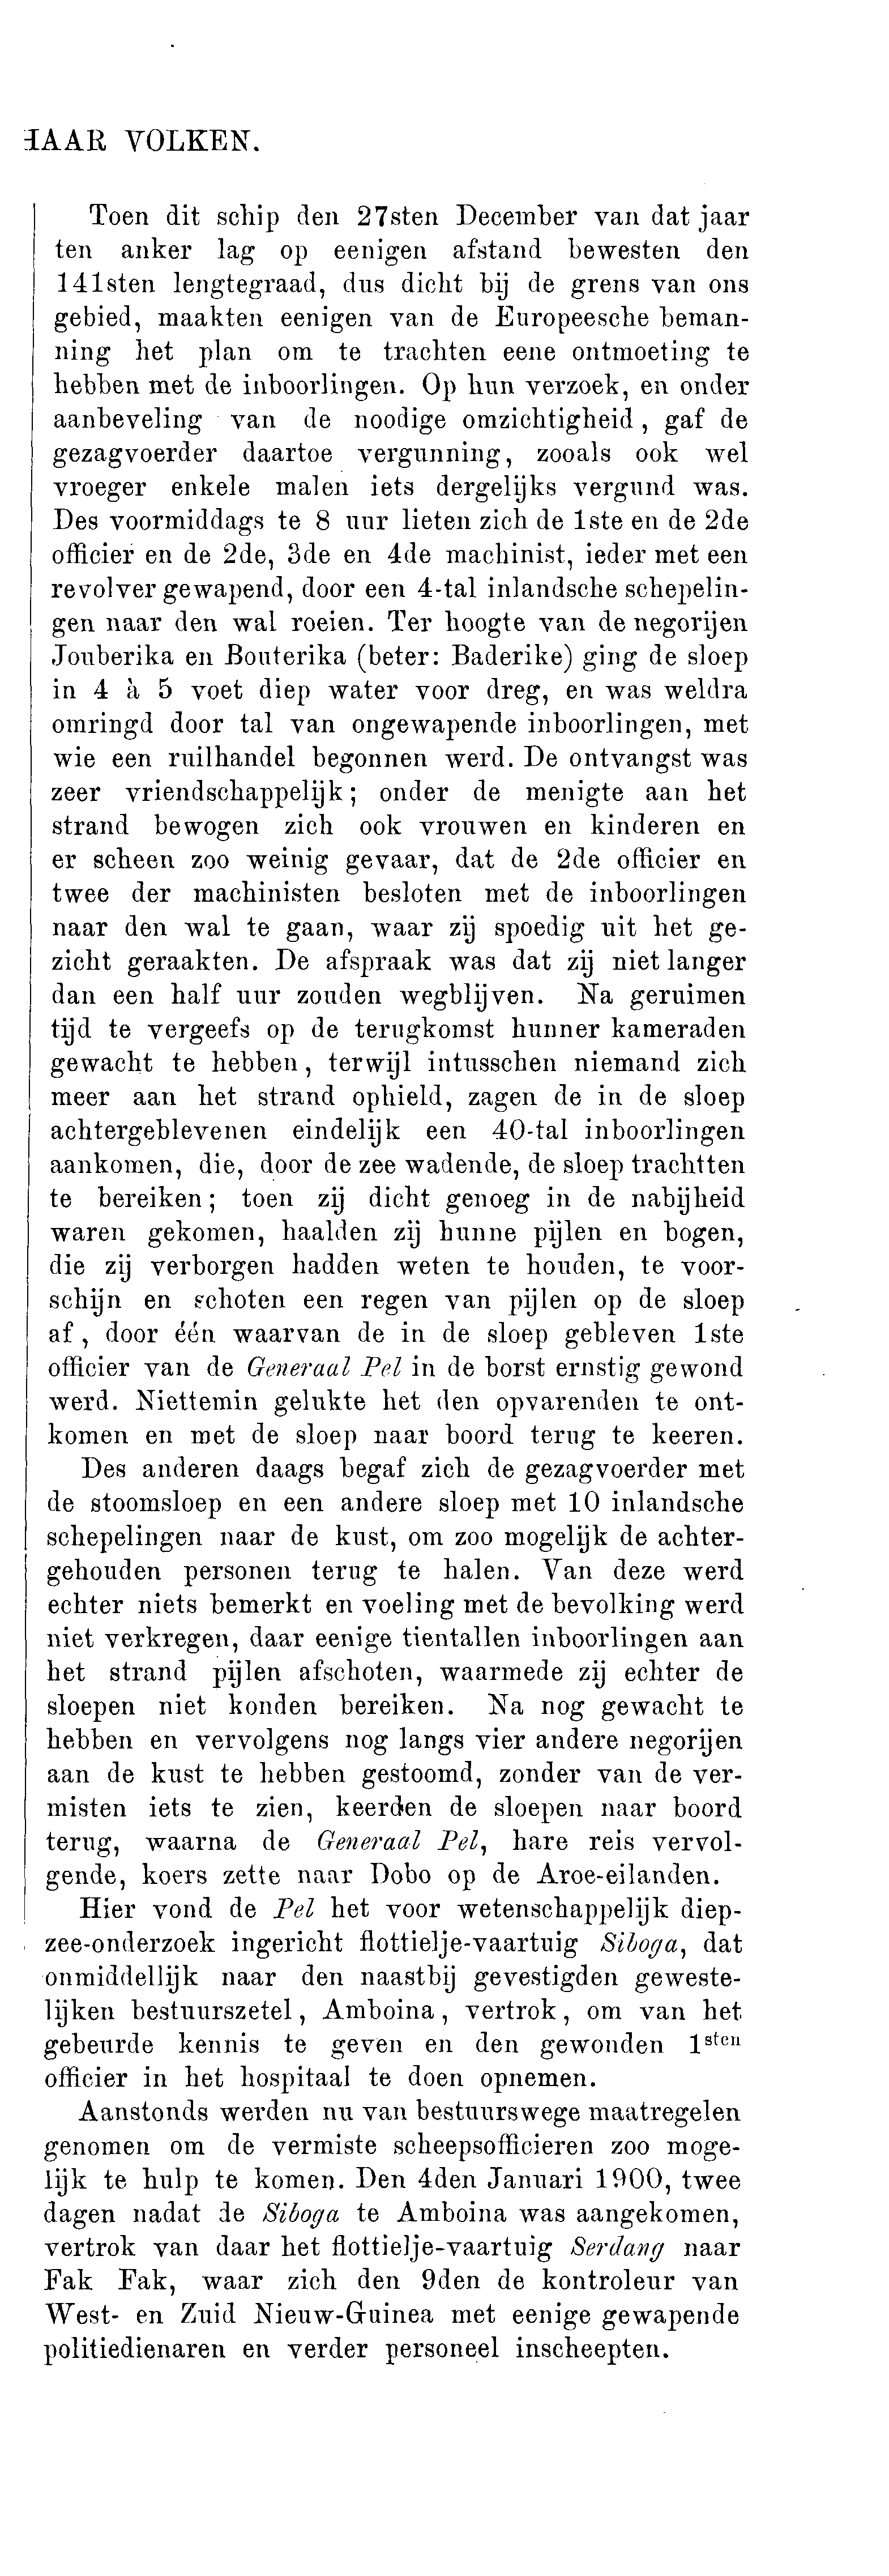 HAAR VOLKEN.
Toen dit schip den 27sten December van dat jaar
ten anker lag op eenigen afstand bewesten den
141sten lengtegraad, dus dicht bij de grens van ons
gebied, maakten eenigen van de Europeesche beman-
ning het plan om te trachten eene ontmoeting te
hebben met de inboorlingen. Op hun verzoek, en onder
aanbeveling van de noodige omzichtigheid, gaf de
gezagvoerder daartoe vergunning, zooals ook wel
vroeger enkele malen iets dergelijks vergund was.
Des voormiddags te 8 uur lieten zich de 1ste en de 2de
officier en de 2de, 3de en 4de machinist, ieder met een
revolver gewapend, door een 4-tal inlandsche schepelin-
gen naar den wal roeien. Ter hoogte van de negorijen
Jouberika en Bouterika (beter: Baderike) ging de sloep
in 4 à 5 voet diep water voor dreg, en was weldra
omringd door tal van ongewapende inboorlingen, met
wie een ruilhandel begonnen werd. De ontvangst was
zeer vriendschappelijk; onder de menigte aan het
strand bewogen zich ook vrouwen en kinderen en
er scheen zoo weinig gevaar, dat de 2de officier en
twee der machinisten besloten met de inboorlingen
naar den wal te gaan, waar zij spoedig uit het ge-
zicht geraakten. De afspraak was dat zij niet langer
dan een half uur zouden wegblijven. Na geruimen
tijd te vergeefs op de terugkomst hunner kameraden
gewacht te hebben, terwijl intusschen niemand zich
meer aan het strand ophield, zagen de in de sloep
achtergeblevenen eindelijk een 40-tal inboorlingen
aankomen, die, door de zee wadende, de sloep trachtten
te bereiken; toen zij dicht genoeg in de nabijheid
waren gekomen, haalden zij hunne pijlen en bogen,
die zij verborgen hadden weten te houden, te voor-
schijn en schoten een regen van pijlen op de sloep
af, door één waarvan de in de sloep gebleven 1ste
officier van de Generaal Pel in de borst ernstig gewond
werd. Niettemin gelukte het den opvarenden te ont-
komen en met de sloep naar boord terug te keeren.
Des anderen daags begaf zich de gezagvoerder met
de stoomsloep en een andere sloep met 10 inlandsche
schepelingen naar de kust, om zoo mogelijk de achter-
gehouden personen terug te halen. Van deze werd
echter niets bemerkt en voeling met de bevolking werd
niet verkregen, daar eenige tientallen inboorlingen aan
het strand pijlen afschoten, waarmede zij echter de
sloepen niet konden bereiken. Na nog gewacht te
hebben en vervolgens nog langs vier andere negorijen
aan de kust te hebben gestoomd, zonder van de ver-
misten iets te zien, keerden de sloepen naar boord
terug, waarna de Generaal Pel, hare reis vervol-
gende, koers zette naar Dobo op de Aroe-eilanden.
Hier vond de Pel het voor wetenschappelijk diep-
zee-onderzoek ingericht flottielje-vaartuig Siboga, dat
onmiddellijk naar den naastbij gevestigden geweste-
lijken bestuurszetel, Amboina, vertrok, om van het
gebeurde kennis te geven en den gewonden 1sten
officier in het hospitaal te doen opnemen.
Aanstonds werden nu van bestuurswege maatregelen
genomen om de vermiste scheepsofficieren zoo moge-
lijk te hulp te komen. Den 4den Januari 1900, twee
dagen nadat de Siboga te Amboina was aangekomen,
vertrok van daar het flottielje-vaartuig Serdang naar
Fak Fak, waar zich den 9den de kontroleur van
West- en Zuid Nieuw-Guinea met eenige gewapende
politiedienaren en verder personeel inscheepten.